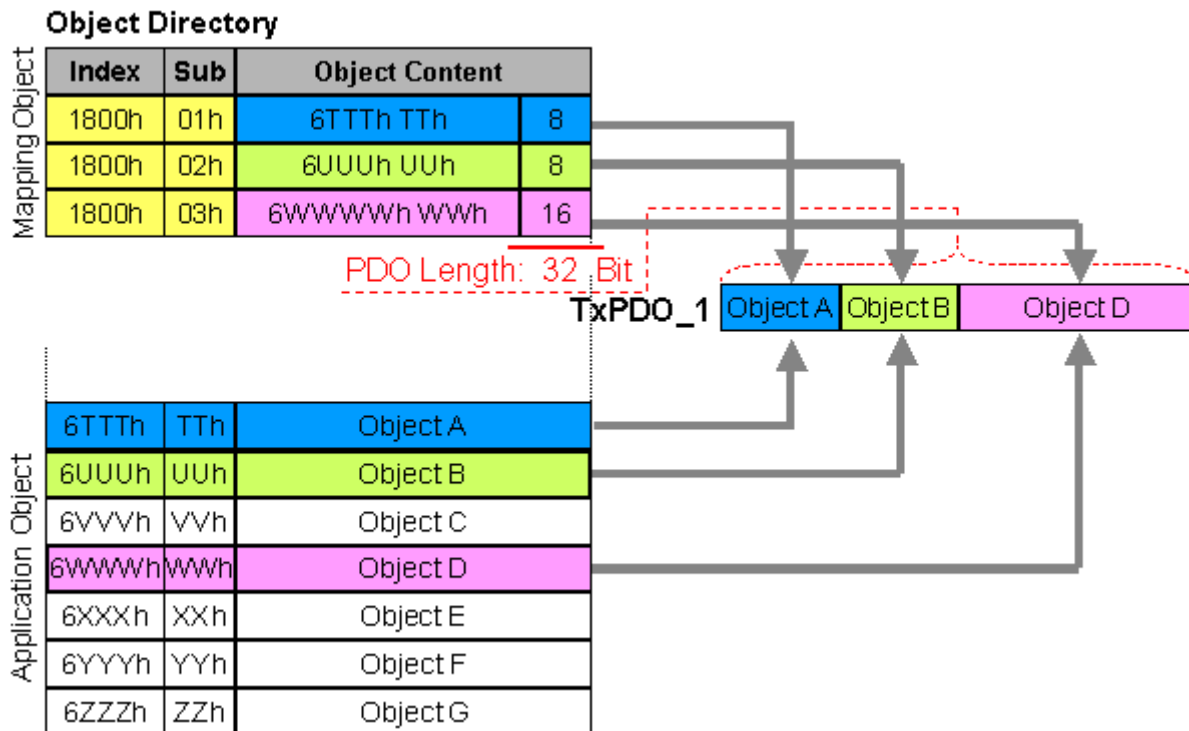 Object Directory
Mapping Object
Index Sub Object Content
1800h 01h 6TTTh TTh 8
1800h 02h 6UUUh UUh 8
1800h 03h 6WWWWh WWh 16
PDO Length: 32 Bit
TxPDO_1 Object A Object B Object D
Application Object
6TTTh TTh Object A
6UUUh UUh Object B
6VVVh VVh Object C
6WWWh WWh Object D
6XXXh XXh Object E
6YYYh YYh Object F
6ZZZh ZZh Object G